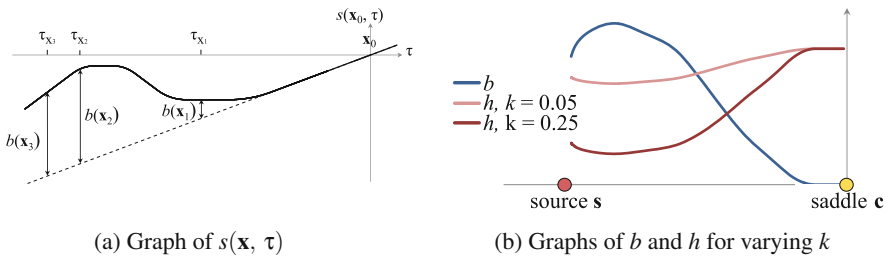 s(x₀, τ)
τx₃ τx₂ τx₁ x₀
τ
b(x₁)
b(x₂)
b(x₃)
b
h, k = 0.05
h, k = 0.25
source s saddle c
(a) Graph of s(x, τ) (b) Graphs of b and h for varying k